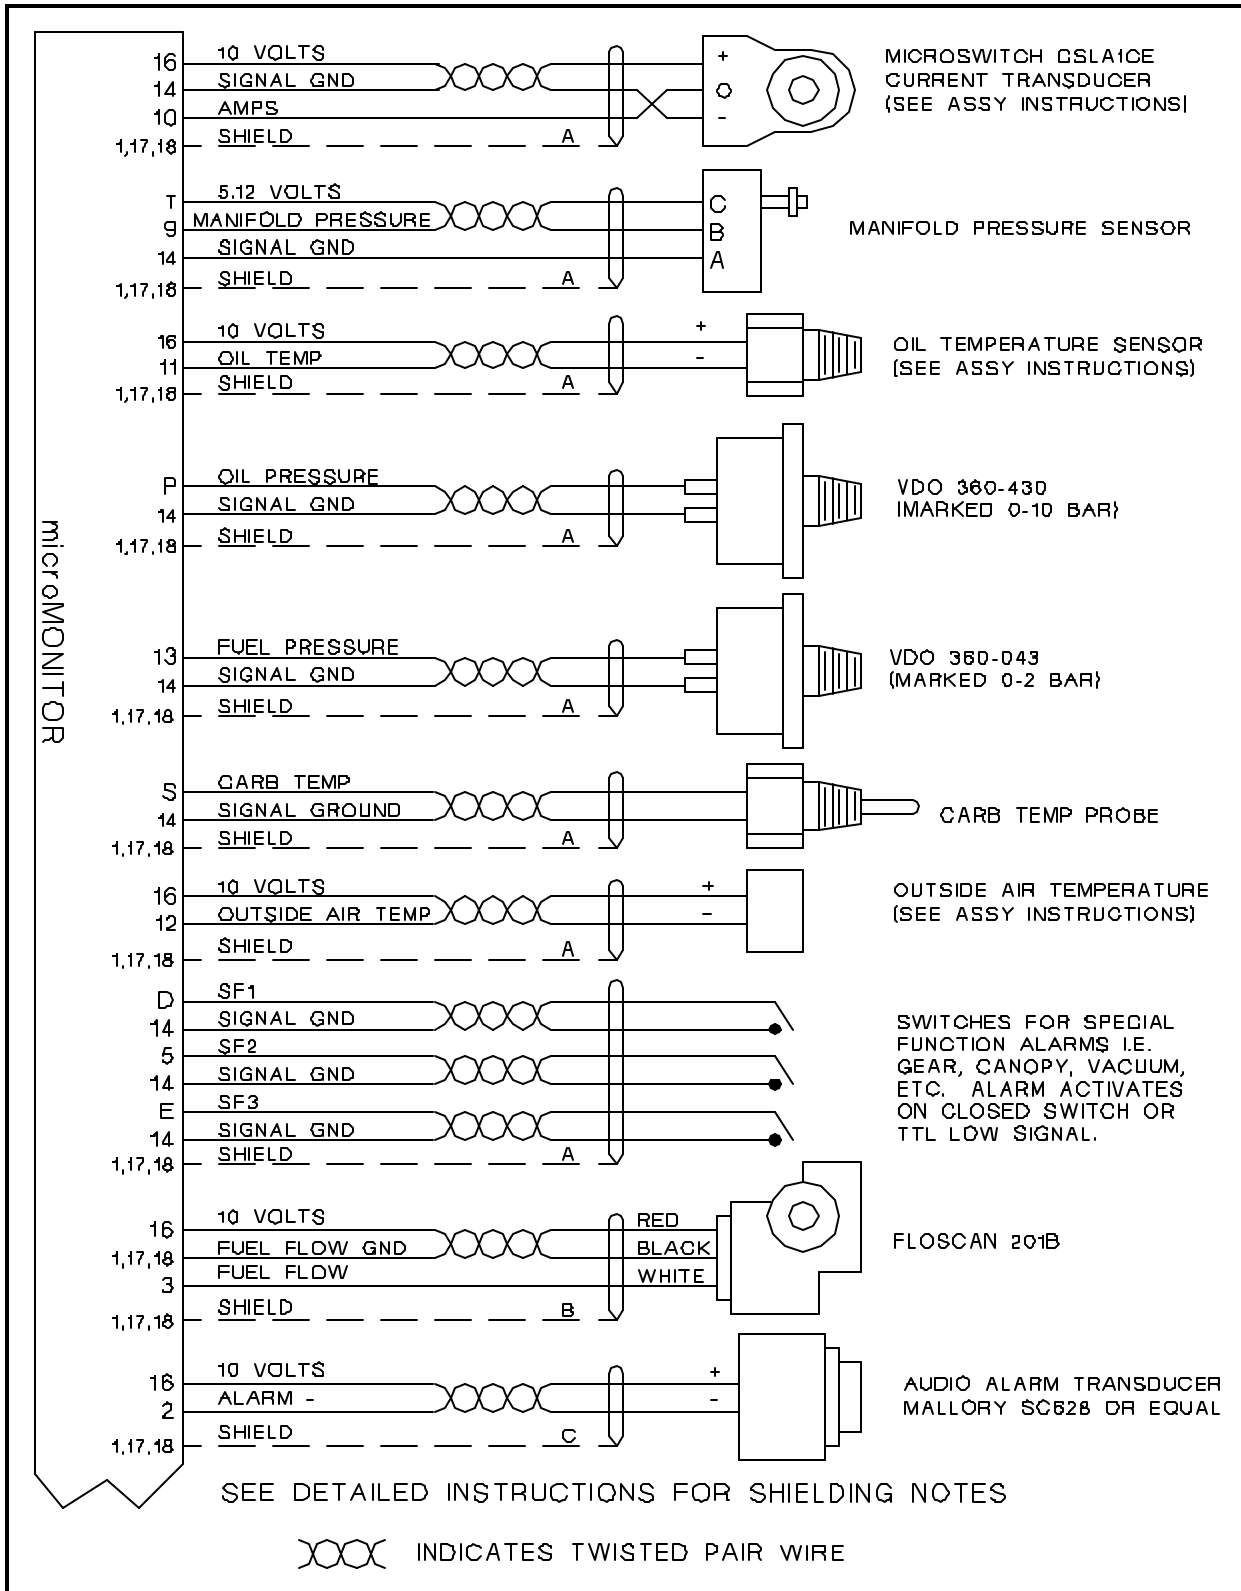 microMONITOR
16 10 VOLTS +
14 SIGNAL GND O
10 AMPS -
1,17,18 SHIELD A
MICROSWITCH CSLA1CE
CURRENT TRANSDUCER
(SEE ASSY INSTRUCTIONS)
T 5.12 VOLTS C
9 MANIFOLD PRESSURE B
14 SIGNAL GND A
1,17,18 SHIELD A
MANIFOLD PRESSURE SENSOR
16 10 VOLTS +
11 OIL TEMP -
1,17,18 SHIELD A
OIL TEMPERATURE SENSOR
(SEE ASSY INSTRUCTIONS)
P OIL PRESSURE
14 SIGNAL GND
1,17,18 SHIELD A
VDO 360-430
(MARKED 0-10 BAR)
13 FUEL PRESSURE
14 SIGNAL GND
1,17,18 SHIELD A
VDO 360-043
(MARKED 0-2 BAR)
S CARB TEMP
14 SIGNAL GROUND
1,17,18 SHIELD A
CARB TEMP PROBE
16 10 VOLTS +
12 OUTSIDE AIR TEMP -
1,17,18 SHIELD A
OUTSIDE AIR TEMPERATURE
(SEE ASSY INSTRUCTIONS)
D SF1
14 SIGNAL GND
5 SF2
14 SIGNAL GND
E SF3
14 SIGNAL GND
1,17,18 SHIELD A
SWITCHES FOR SPECIAL
FUNCTION ALARMS I.E.
GEAR, CANOPY, VACUUM,
ETC. ALARM ACTIVATES
ON CLOSED SWITCH OR
TTL LOW SIGNAL.
16 10 VOLTS RED
1,17,18 FUEL FLOW GND BLACK
3 FUEL FLOW WHITE
1,17,18 SHIELD B
FLOSCAN 201B
16 10 VOLTS +
2 ALARM - -
1,17,18 SHIELD C
AUDIO ALARM TRANSDUCER
MALLORY SC628 OR EQUAL
SEE DETAILED INSTRUCTIONS FOR SHIELDING NOTES
INDICATES TWISTED PAIR WIRE